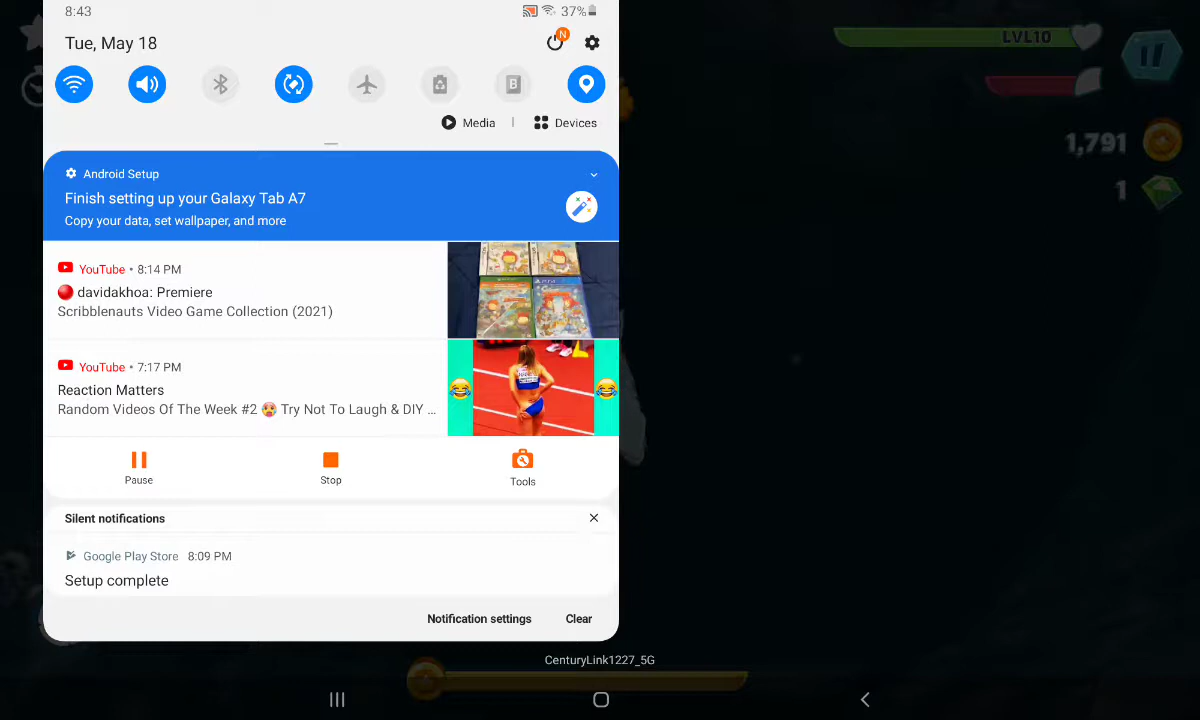 8:43
37%
Tue, May 18
N
B
Media
Devices
Android Setup
Finish setting up your Galaxy Tab A7
Copy your data, set wallpaper, and more
YouTube • 8:14 PM
🔴 davidakhoa: Premiere
Scribblenauts Video Game Collection (2021)
YouTube • 7:17 PM
Reaction Matters
Random Videos Of The Week #2 🥵 Try Not To Laugh & DIY ...
Pause
Stop
Tools
Silent notifications
Google Play Store 8:09 PM
Setup complete
Notification settings
Clear
CenturyLink1227_5G
LVL10
1,791
1